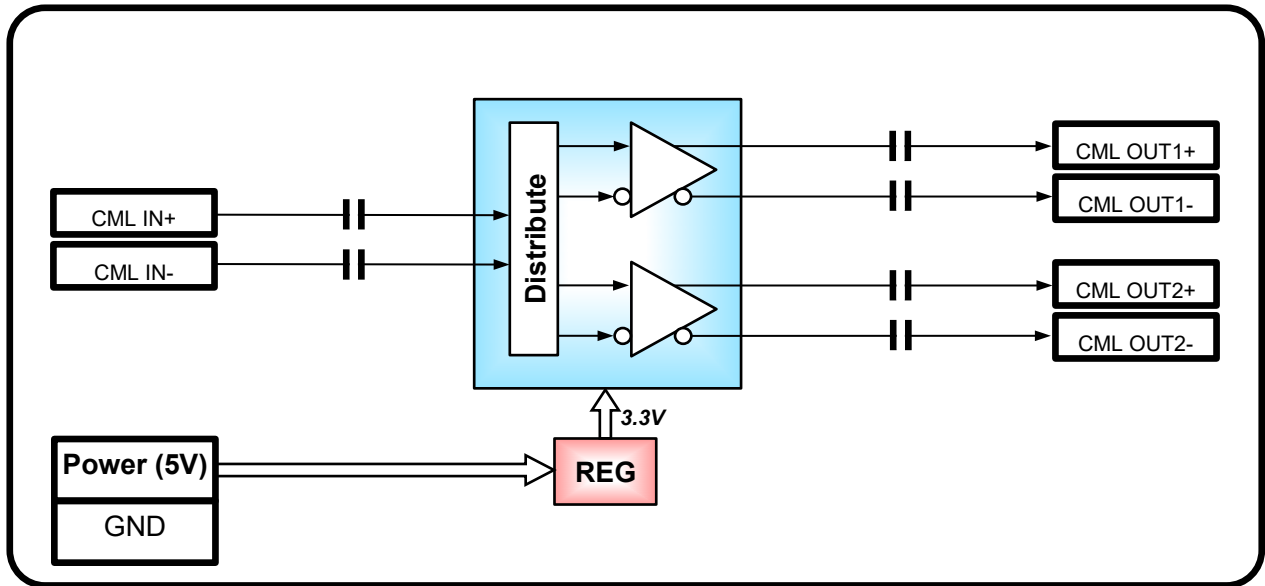 CML IN+
CML IN-
Distribute
CML OUT1+
CML OUT1-
CML OUT2+
CML OUT2-
3.3V
Power (5V)
REG
GND